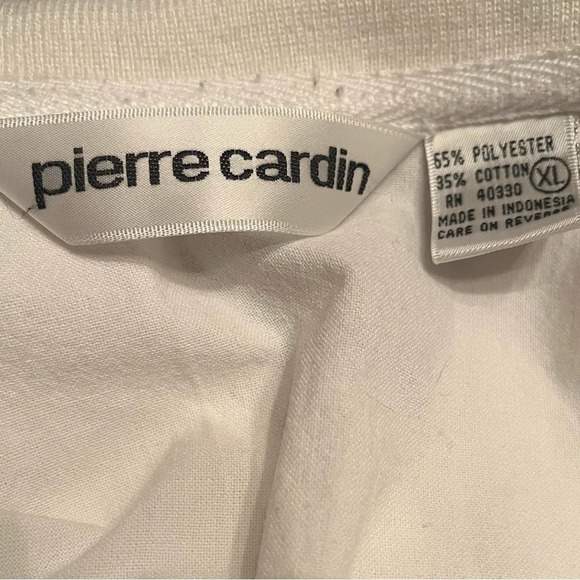 pierre cardin
65% POLYESTER
35% COTTON
RN 40330
XL
MADE IN INDONESIA
CARE ON REVERSE